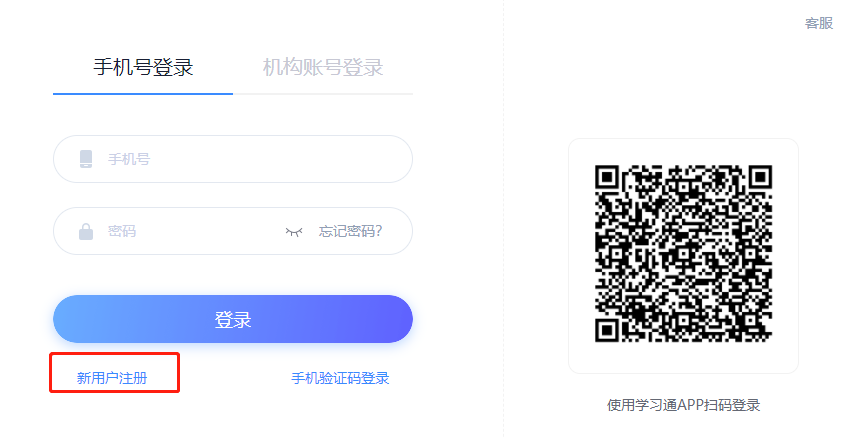 客服
手机号登录
机构账号登录
手机号
密码
忘记密码?
登录
新用户注册
手机验证码登录
使用学习通APP扫码登录